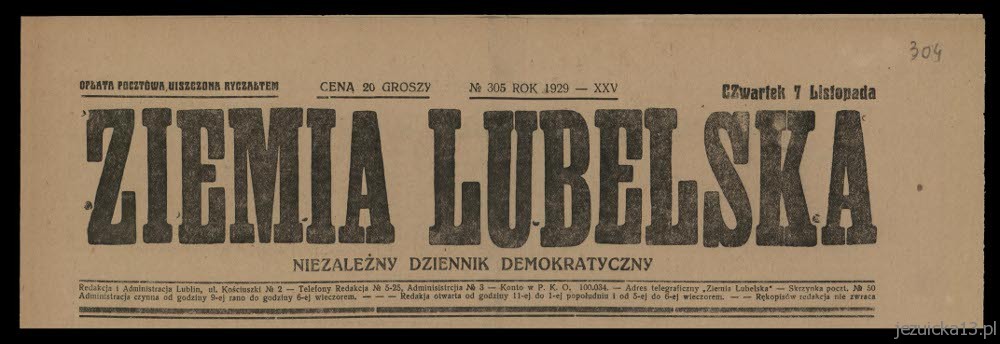 304
OPŁATA POCZTOWA UISZCZONA RYCZAŁTEM CENA 20 GROSZY № 305 ROK 1929 — XXV CZwartek 7 Listopada
ZIEMIA LUBELSKA
NIEZALEŻNY DZIENNIK DEMOKRATYCZNY
Redakcja i Administracja Lublin, ul. Kościuszki № 2 — Telefony Redakcja № 5-25, Administsircja № 3 — Konto w P. K. O. 100.034. — Adres telegraficzny „Ziemia Lubelska" — Skrzynka poczt. № 50
Administracja czynna od godziny 9-ej rano do godziny 6-ej wieczorem. — — — Redakcja otwarta od godziny 11-ej do 1-ej popołudniu i od 5-ej do 6-ej wieczorem. — — Rękopisów redakcja nie zwraca
jezuicka13.pl